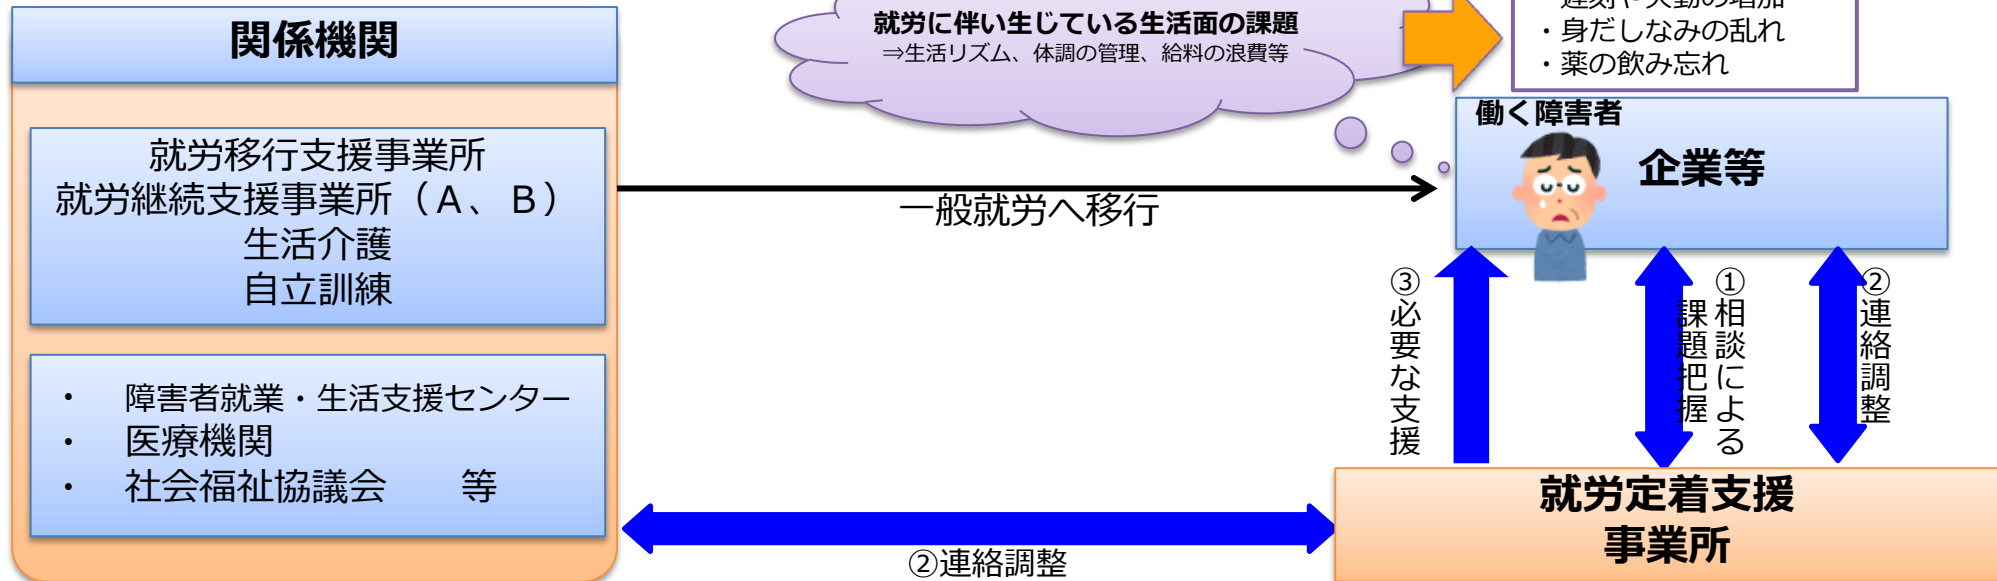 関係機関
就労移行支援事業所
就労継続支援事業所（A、B）
生活介護
自立訓練
・ 障害者就業・生活支援センター
・ 医療機関
・ 社会福祉協議会 等
就労に伴い生じている生活面の課題
⇒生活リズム、体調の管理、給料の浪費等
・身だしなみの乱れ
・薬の飲み忘れ
働く障害者
企業等
一般就労へ移行
③必要な支援
①相談による
課題把握
②連絡調整
②連絡調整
就労定着支援
事業所